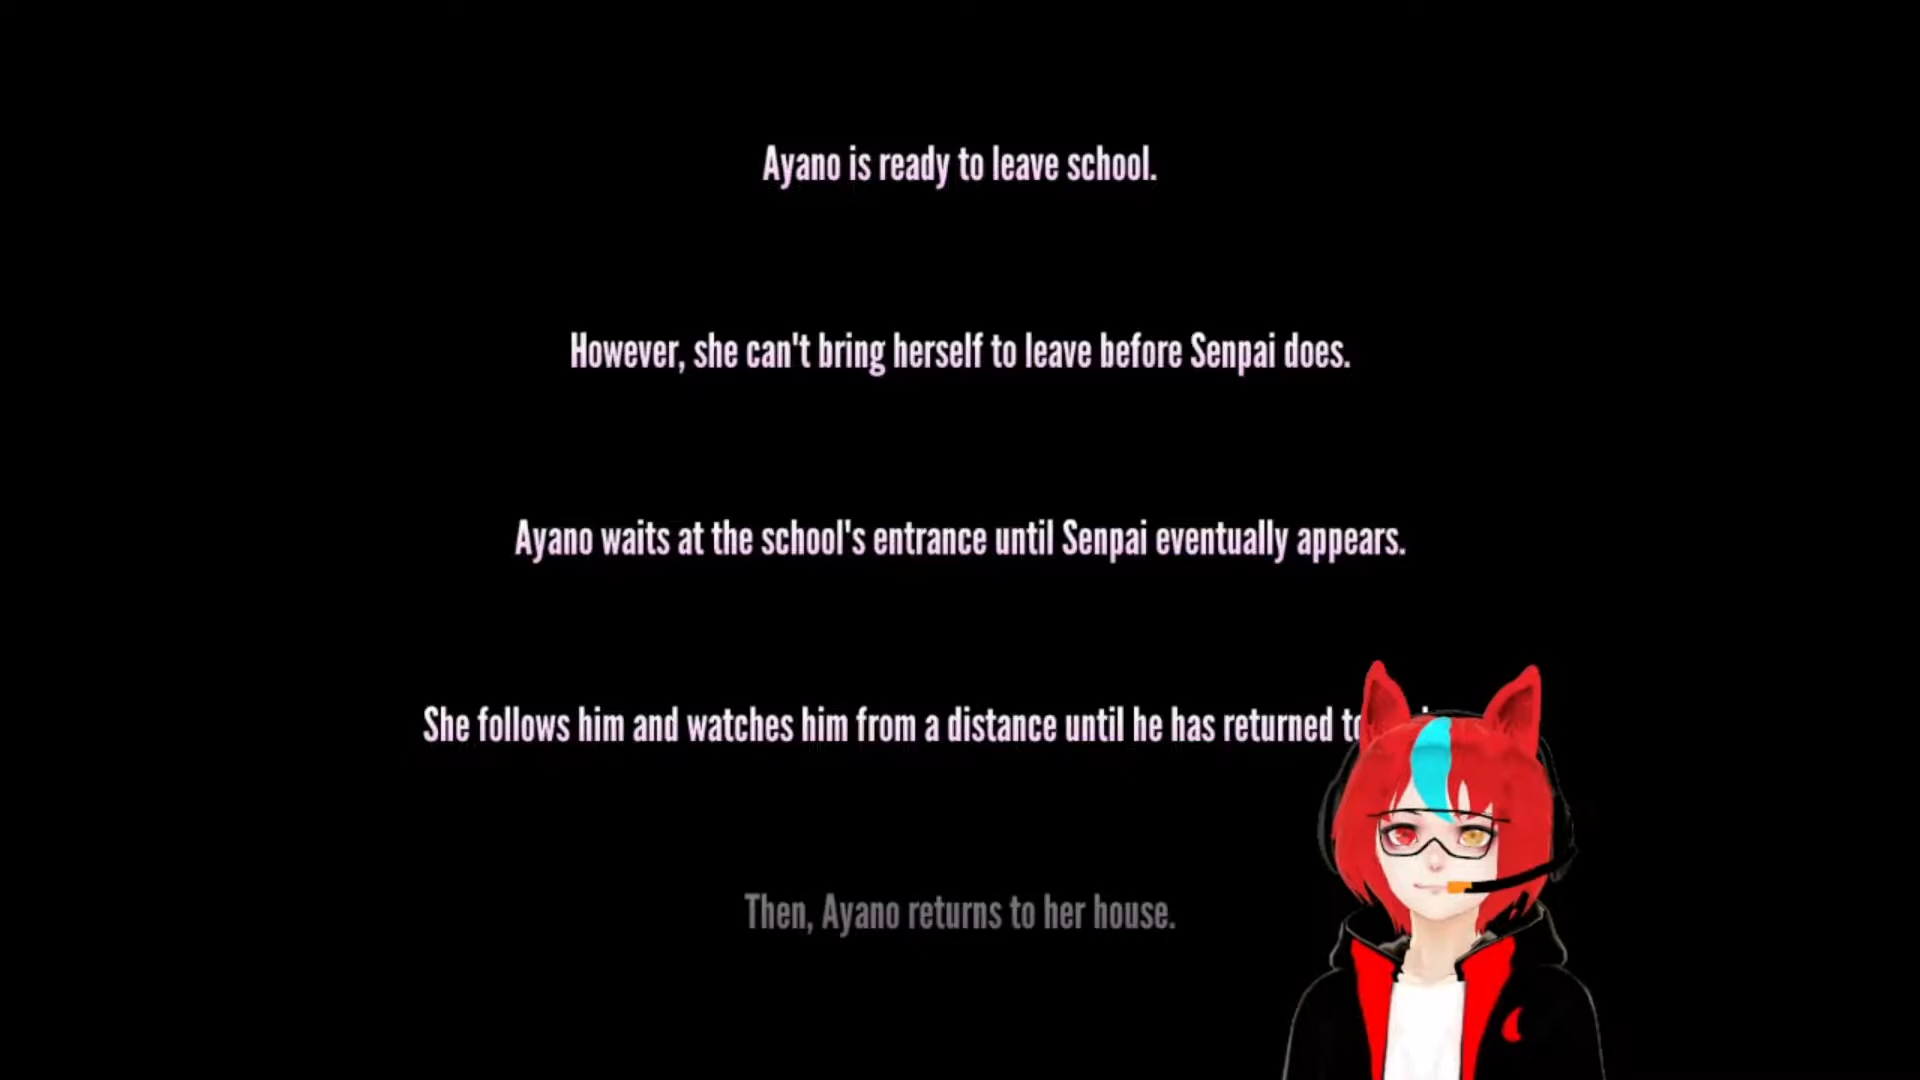 Ayano is ready to leave school.
However, she can't bring herself to leave before Senpai does.
Ayano waits at the school's entrance until Senpai eventually appears.
She follows him and watches him from a distance until he has returned to
Then, Ayano returns to her house.